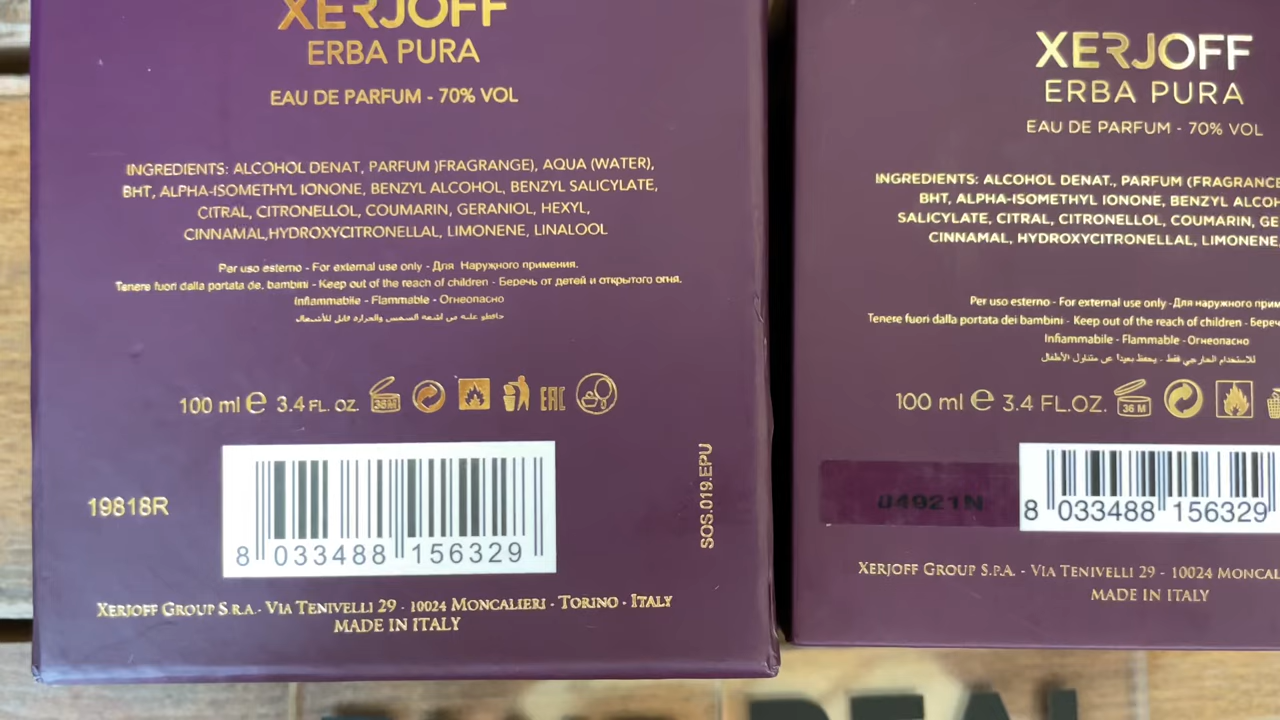 XERJOFF
ERBA PURA
EAU DE PARFUM - 70% VOL
INGREDIENTS: ALCOHOL DENAT, PARFUM )FRAGRANGE), AQUA (WATER),
BHT, ALPHA-ISOMETHYL IONONE, BENZYL ALCOHOL, BENZYL SALICYLATE,
CITRAL, CITRONELLOL, COUMARIN, GERANIOL, HEXYL,
CINNAMAL,HYDROXYCITRONELLAL, LIMONENE, LINALOOL
Per uso esterno - For external use only - Для Наружного примения.
Tenere fuori dalla portata de. bambini - Keep out of the reach of children - Беречь от детей и открытого огня.
Infiammabile - Flammable - Огнеопасно
100 ml e 3.4 FL. OZ. 36M EAC
19818R
SOS.019.EPU
8 033488 156329
XERJOFF GROUP S.R.A.- VIA TENIVELLI 29 - 10024 MONCALIERI - TORINO - ITALY
MADE IN ITALY
XERJOFF
ERBA PURA
EAU DE PARFUM - 70% VOL
INGREDIENTS: ALCOHOL DENAT., PARFUM (FRAGRANCE
BHT, ALPHA-ISOMETHYL IONONE, BENZYL ALCOH
SALICYLATE, CITRAL, CITRONELLOL, COUMARIN, GE
CINNAMAL, HYDROXYCITRONELLAL, LIMONENE,
Per uso esterno - For external use only - Для наружного прим
Tenere fuori dalla portata dei bambini - Keep out of the reach of children - Береч
Infiammabile - Flammable - Огнеопасно
للاستخدام الخارجي فقط - يحفظ بعيداً عن متناول الأطفال
100 ml e 3.4 FL.OZ. 36 M
04921N
8 033488 156329
XERJOFF GROUP S.P.A. - VIA TENIVELLI 29 - 10024 MONCAL
MADE IN ITALY